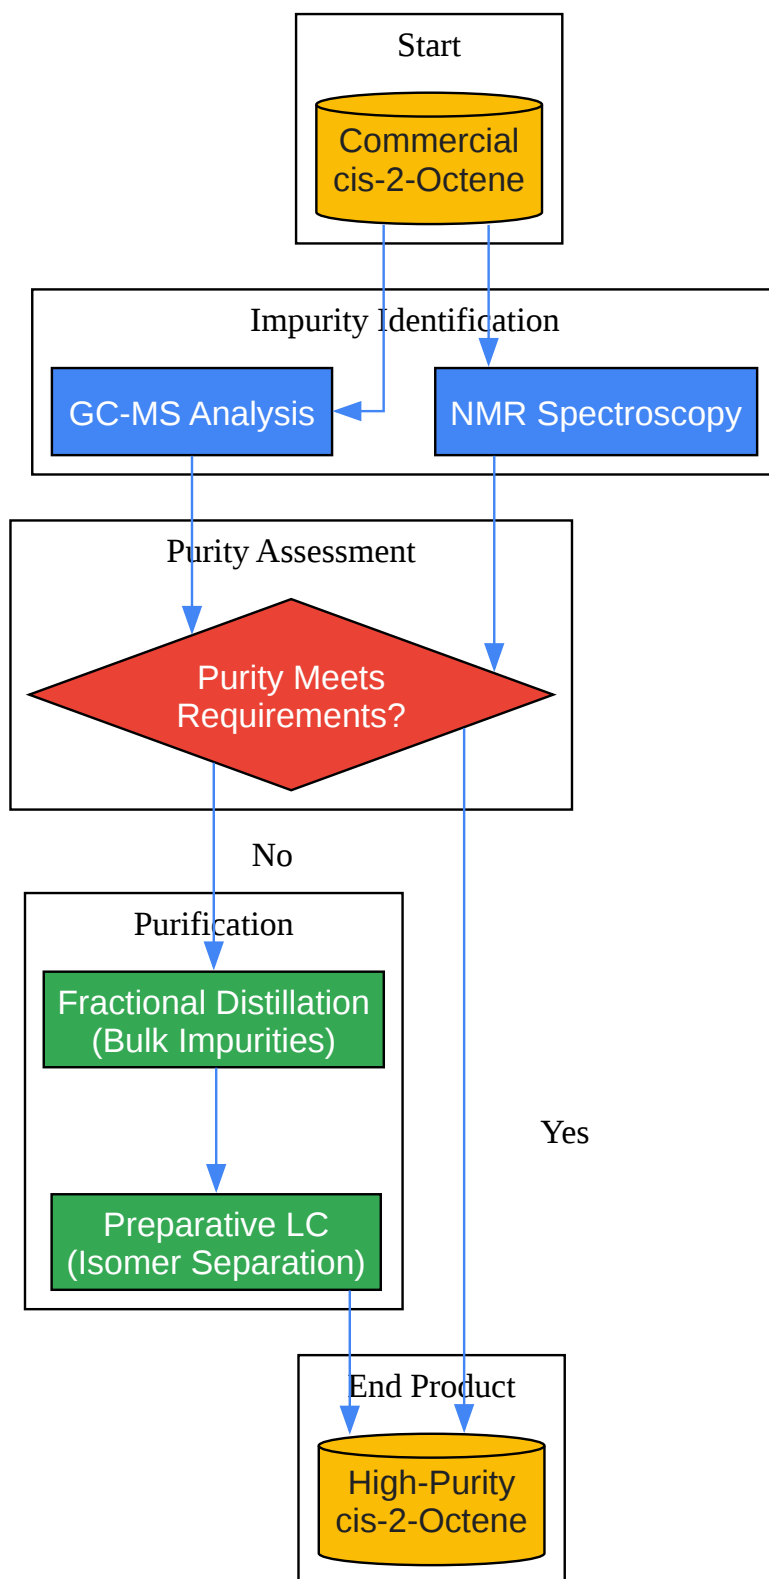 Start
Commercial
cis-2-Octene
Impurity Identification
GC-MS Analysis
NMR Spectroscopy
Purity Assessment
Purity Meets
Requirements?
No
Purification
Fractional Distillation
(Bulk Impurities)
Yes
Preparative LC
(Isomer Separation)
End Product
High-Purity
cis-2-Octene